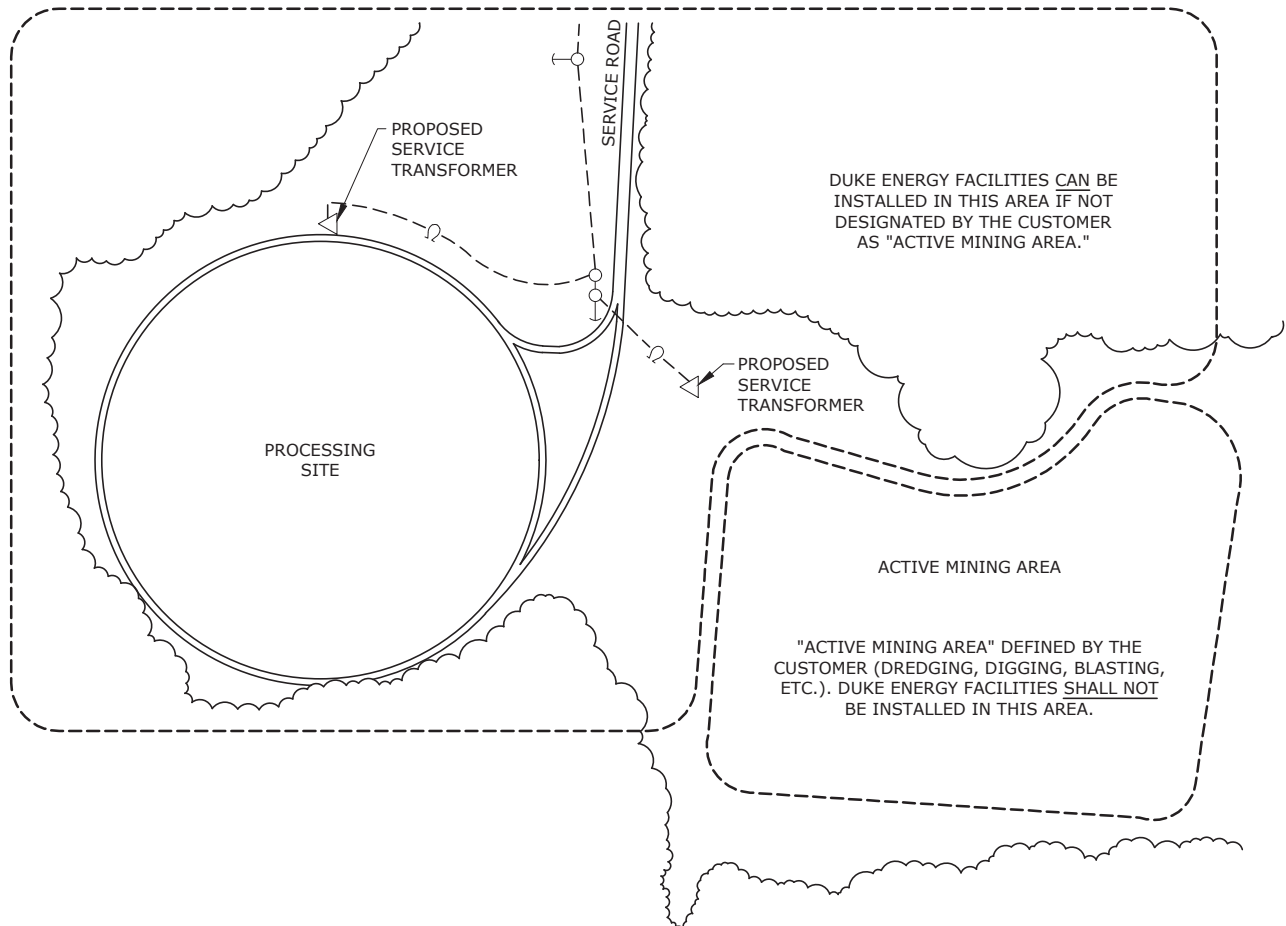 SERVICE ROAD
PROPOSED
SERVICE
TRANSFORMER
DUKE ENERGY FACILITIES CAN BE
INSTALLED IN THIS AREA IF NOT
DESIGNATED BY THE CUSTOMER
AS "ACTIVE MINING AREA."
PROPOSED
SERVICE
TRANSFORMER
PROCESSING
SITE
ACTIVE MINING AREA
"ACTIVE MINING AREA" DEFINED BY THE
CUSTOMER (DREDGING, DIGGING, BLASTING,
ETC.). DUKE ENERGY FACILITIES SHALL NOT
BE INSTALLED IN THIS AREA.